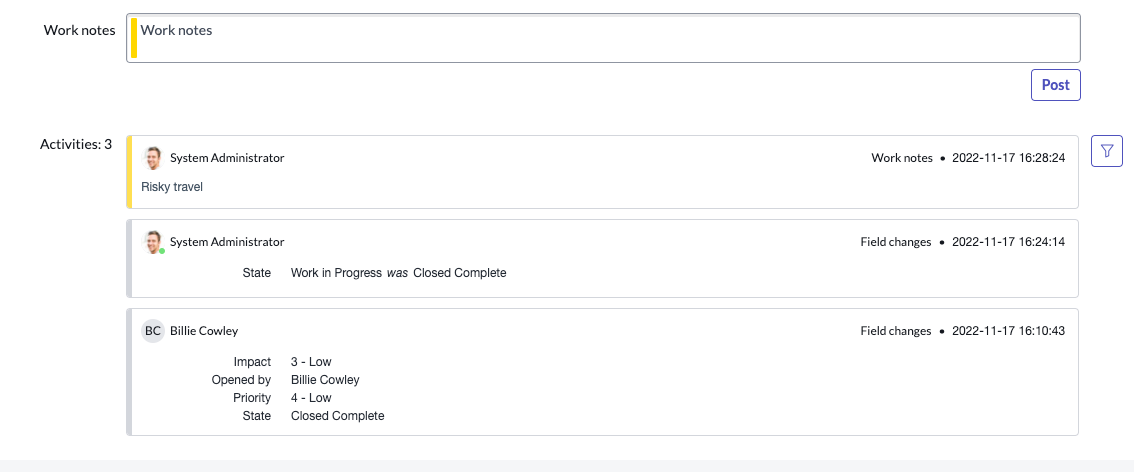 Work notes
Work notes
Post
Activities: 3
System Administrator Work notes • 2022-11-17 16:28:24
Risky travel
System Administrator Field changes • 2022-11-17 16:24:14
State Work in Progress was Closed Complete
BC Billie Cowley Field changes • 2022-11-17 16:10:43
Impact 3 - Low
Opened by Billie Cowley
Priority 4 - Low
State Closed Complete